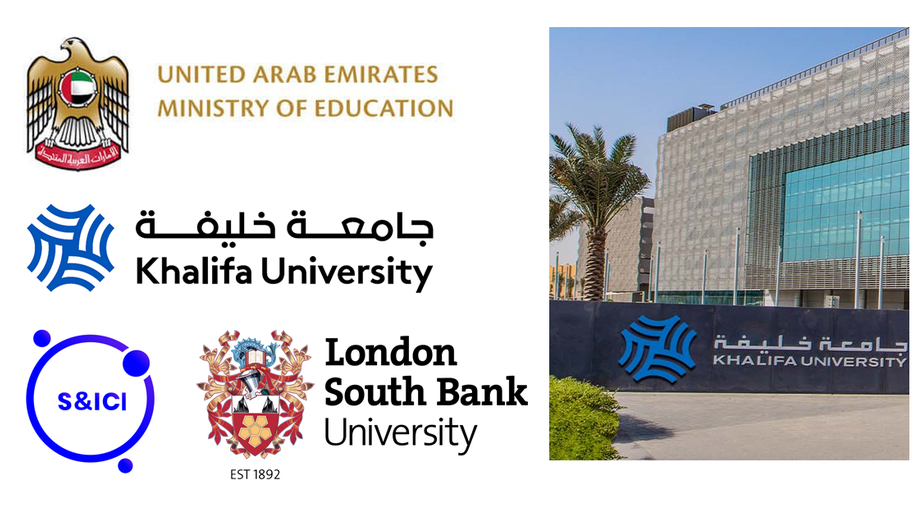 UNITED ARAB EMIRATES
MINISTRY OF EDUCATION
الإمارات العربية المتحدة
جامعة خليفة
Khalifa University
S&ICI
London
South Bank
University
EST 1892
جامعة خليفة
KHALIFA UNIVERSITY